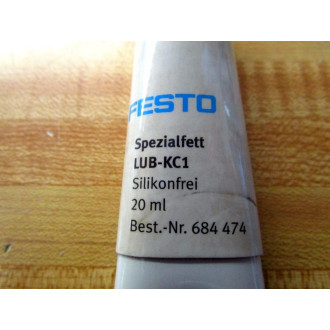 FESTO
Spezialfett
LUB-KC1
Silikonfrei
20 ml
Best.-Nr. 684 474